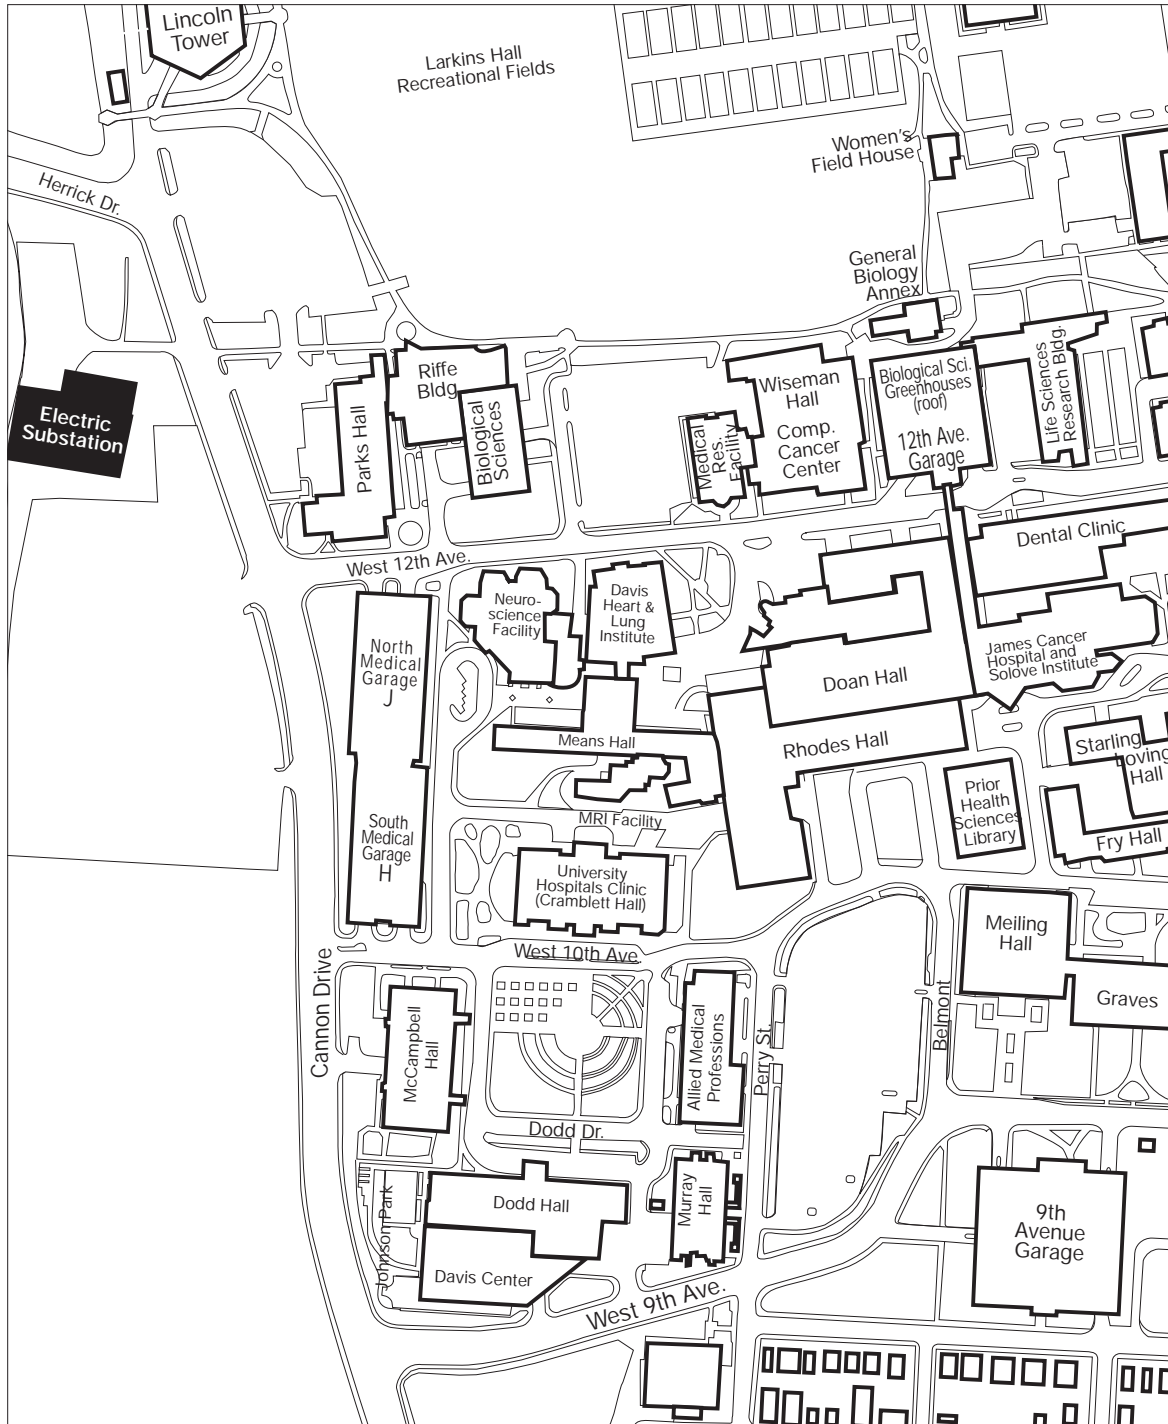 Lincoln
Tower
Larkins Hall
Recreational Fields
Women's
Field House
Herrick Dr.
General
Biology
Annex
Riffe
Bldg.
Wiseman
Hall
Comp.
Cancer
Center
Biological Sci.
Greenhouses
(roof)
12th Ave.
Garage
Life Sciences
Research Bldg.
Electric
Substation
Parks Hall
Biological
Sciences
Medical
Res.
Facility
West 12th Ave.
Dental Clinic
Neuro-
science
Facility
Davis
Heart &
Lung
Institute
North
Medical
Garage
J
James Cancer
Hospital and
Solove Institute
Doan Hall
Means Hall
Rhodes Hall
Starling
Loving
Hall
Prior
Health
Sciences
Library
MRI Facility
South
Medical
Garage
H
Fry Hall
University
Hospitals Clinic
(Cramblett Hall)
Meiling
Hall
West 10th Ave.
Cannon Drive
Graves
McCampbell
Hall
Allied Medical
Professions
Perry St.
Belmont
Dodd Dr.
Johnson Park
Dodd Hall
Murray
Hall
9th
Avenue
Garage
Davis Center
West 9th Ave.